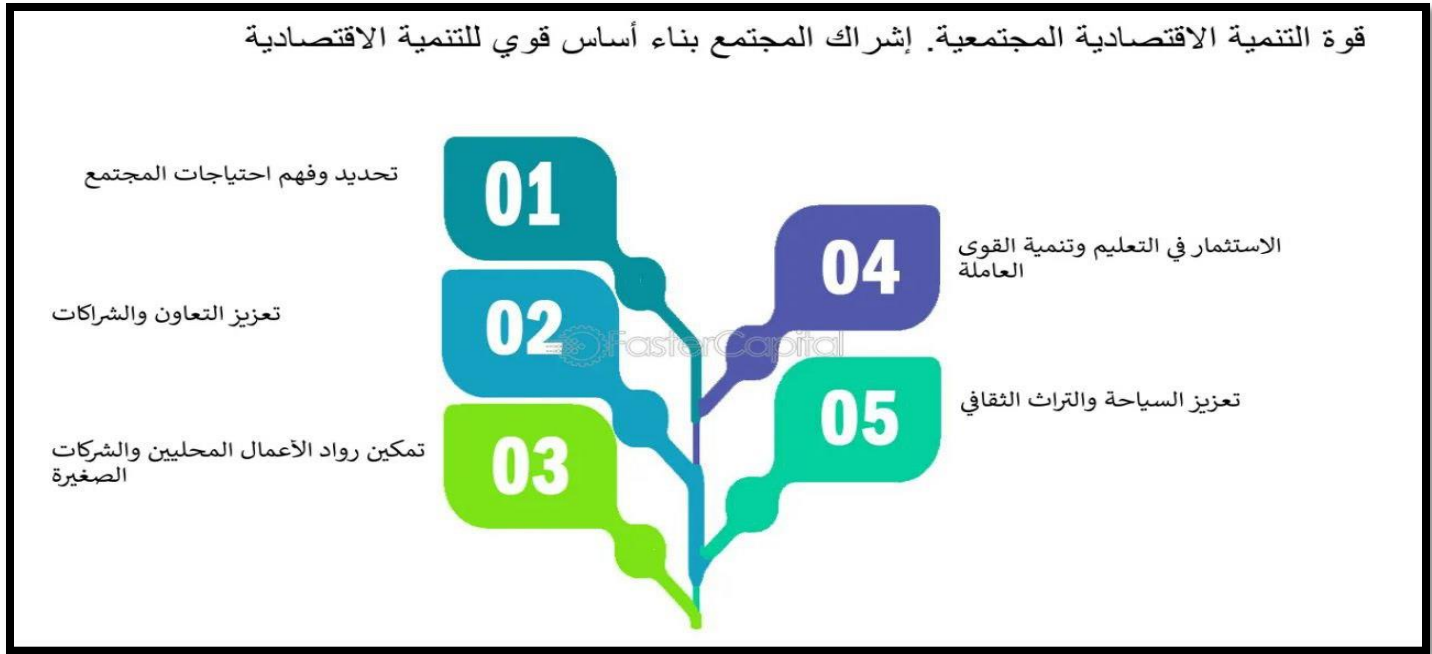 قوة التنمية الاقتصادية المجتمعية. إشراك المجتمع بناء أساس قوي للتنمية الاقتصادية
01
تحديد وفهم احتياجات المجتمع
02
تعزيز التعاون والشراكات
03
تمكين رواد الأعمال المحليين والشركات
الصغيرة
04
الاستثمار في التعليم وتنمية القوى
العاملة
05
تعزيز السياحة والتراث الثقافي
FasterCapital